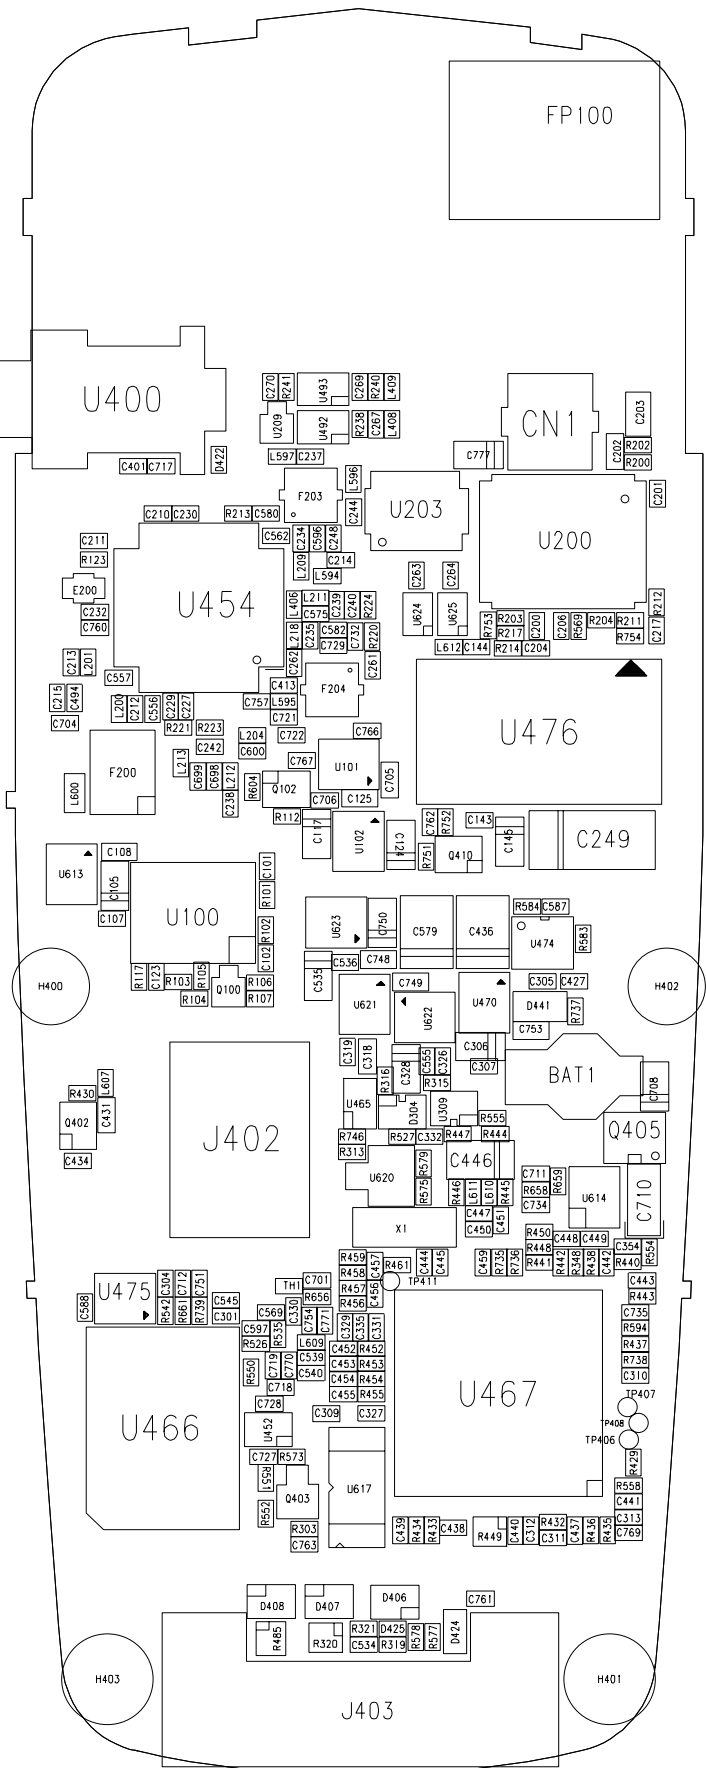 FP100
U400
C270 R241 U493 C269 R240 L409
CN1
C203
U209 U492 R238 C267 L408
C202 R202
R200
C401 C717 D422 L597 C237 C777
L596 C201
F203 U203 U200
C244
C210 C230 R213 C580
C211 C562 C234 C596 C248
R123 L209 C214
L594 C263 C264
E200 U454 L406 L211 C239 C240 R224 R212
C232 C575 U624 U625 R753 R203 C200 C206 R569 R204 R211
C760 L218 C235 C582 C732 R220 R217 R754 C217
C729 L612 C144 R214 C204
C213 L201 C262 C261
C557 C413 F204
C215 C494 L200 C212 C556 C229 C227 C757 L595 U476
C704 C721
R221 R223 L204 C722 C766
C242 C600
F200 L213 C767 U101
L600 C699 C698 L212 R604 Q102 C705
C238 C706 C125
R112 C117 U102 C124 C762 R752 C143 C145 C249
C108 R751 Q410
U613 C105 C101
R101
C107 U100 U623 C750 C579 C436 R584 C587
R102 U474 R583
C102 C536 C748
H400 R117 C123 R103 R105 Q100 R106 C535 C749 C305 C427 H402
R104 R107 U621 U622 U470 D441 R737
C753
C319 C318 C555 C326 C306
C328 C307 BAT1 C708
R316 R315
R430 L607 U465 D304 U309
Q402 C431 J402 R555 Q405
R746 R527 C332 R447 R444
C434 R313 R579 C446
U620 C711 R659
R575 R446 L611 L610 R445 R658 U614 C710
C734
X1 C447 C451
C450 R450 C448 C449
R448 C354 R554
R459 C457 R461 C444 C445 C459 R735 R736 R441 R442 R348 R438 C442 R440
R458
U475 C304 C712 C751 TH1 C701 R457 C456 TP411 C443
R656 R456 R443
C588 R542 R661 R739 C545 C569 C330 C754 C771 C735
C301 C597 R535 C329 C335 C331 R594
R526 L609 C452 R452 R437
C719 C770 C539 C453 R453 R738
R550 C540 C454 R454 C310
C718 C455 R455 U467
U466 C728 C309 C327 TP407
U452 TP408
TP406
C727 R573 R429
R551 Q403 U617 R558
C441
R552 R303 C439 R434 R433 C438 R449 C440 C312 R432 C437 R436 R435 C313
C763 C311 C769
D408 D407 D406 C761
R485 R320 R321 D425 R578 R577 D424
C534 R319
H403 H401
J403